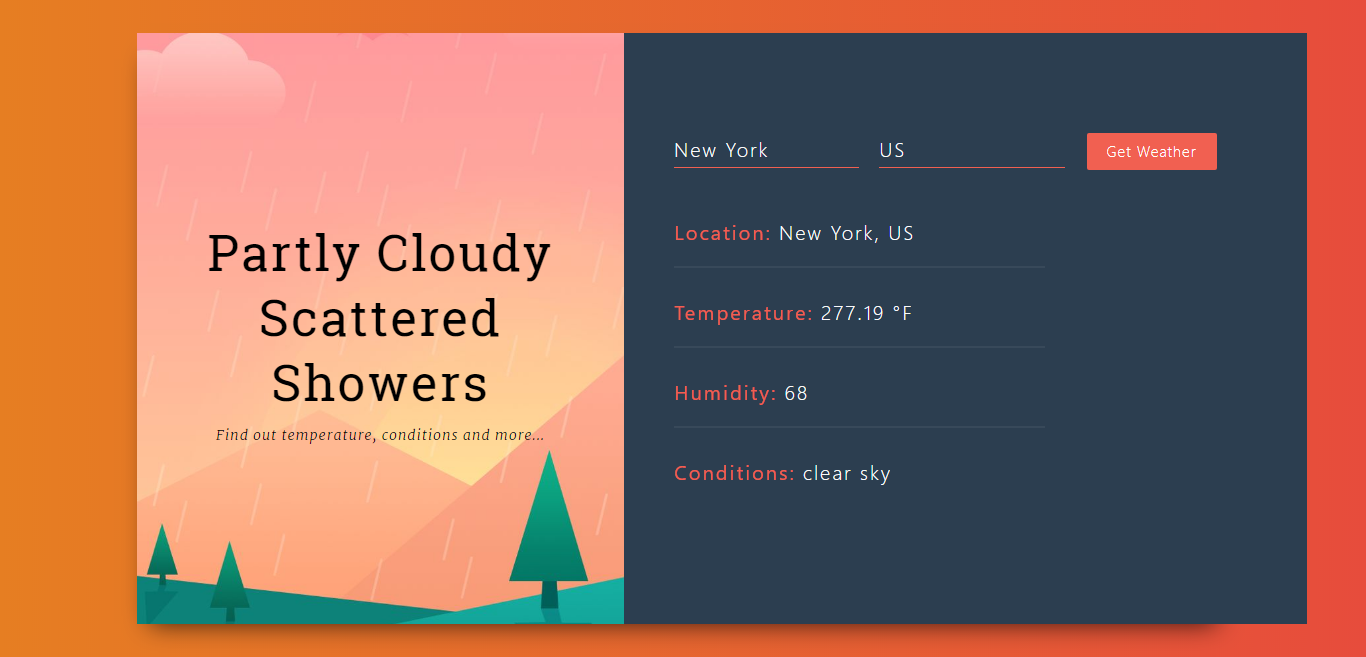 Partly Cloudy
Scattered
Showers
Find out temperature, conditions and more...
New York
US
Get Weather
Location: New York, US
Temperature: 277.19 °F
Humidity: 68
Conditions: clear sky